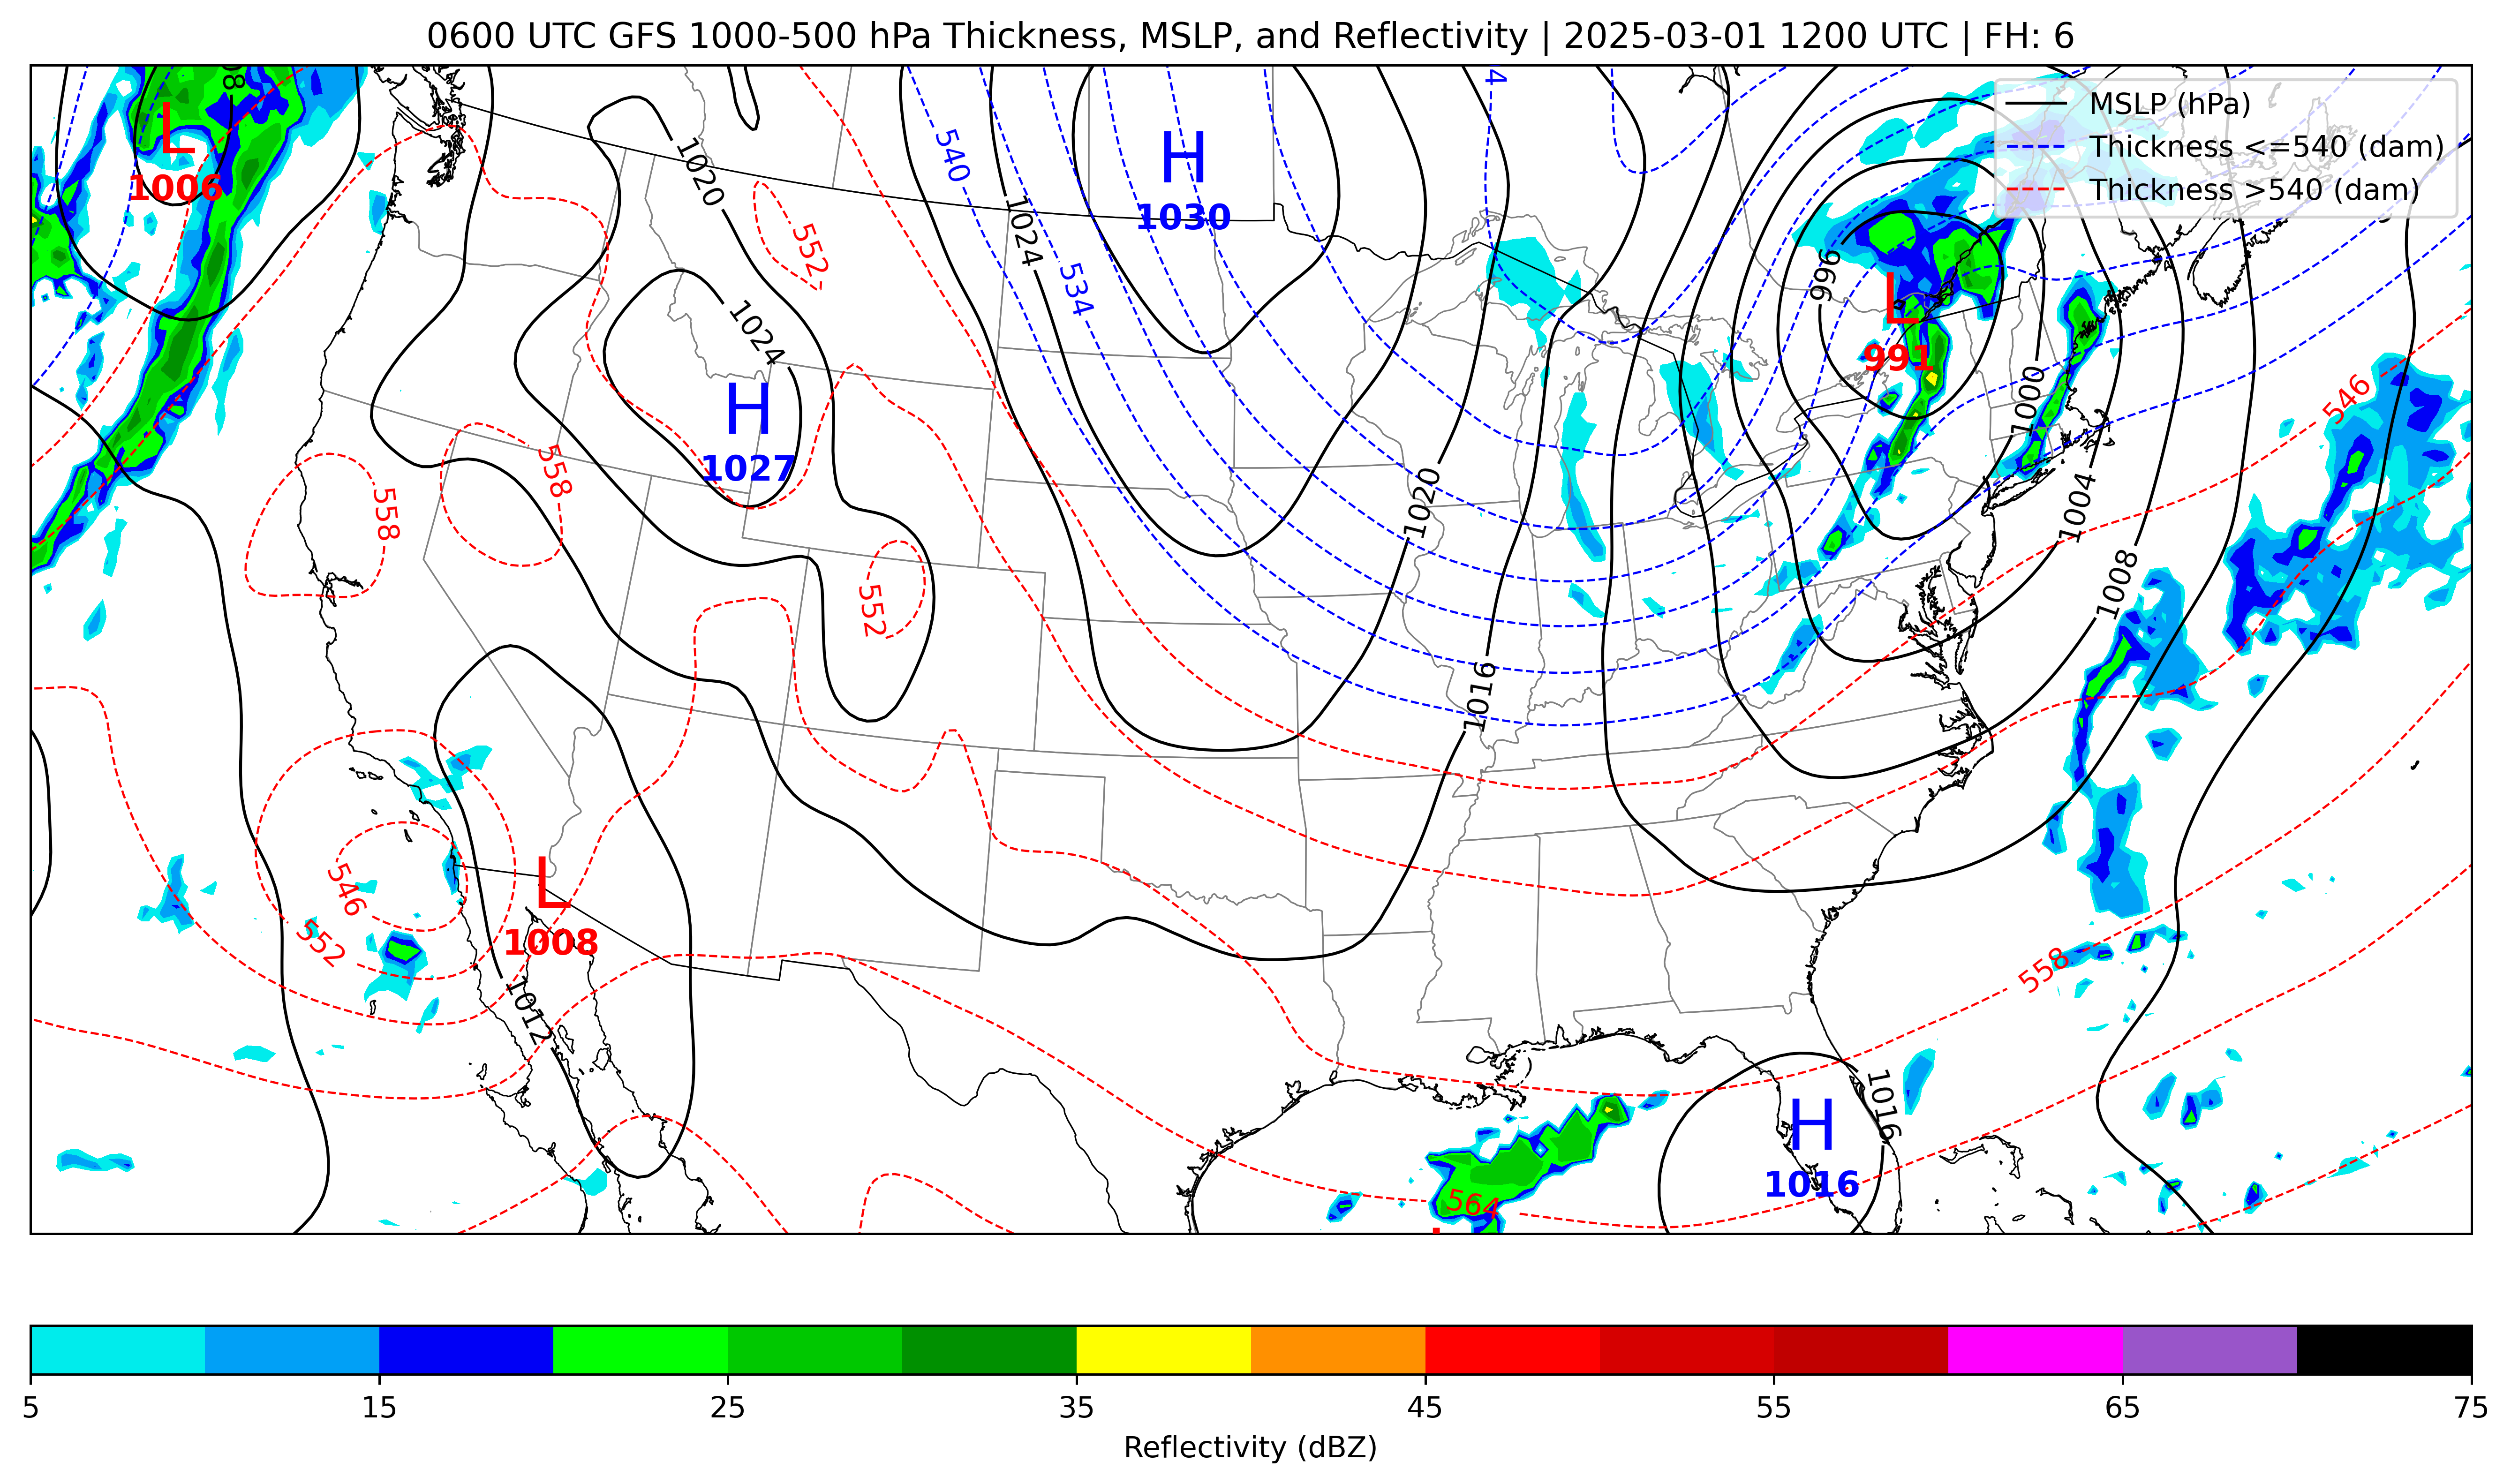 0600 UTC GFS 1000-500 hPa Thickness, MSLP, and Reflectivity | 2025-03-01 1200 UTC | FH: 6
MSLP (hPa)
Thickness <=540 (dam)
Thickness >540 (dam)
L
1006
H
1030
L
991
H
1027
L
1008
H
1016
1020
1024
1024
1020
1016
1012
1016
996
1000
1004
1008
540
534
552
558
558
552
546
552
546
558
564
5 15 25 35 45 55 65 75
Reflectivity (dBZ)